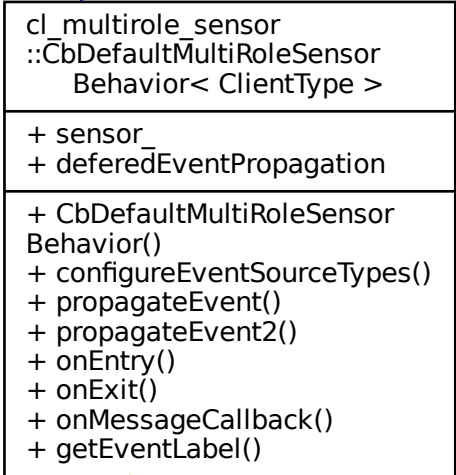 cl_multirole_sensor
::CbDefaultMultiRoleSensor
Behavior< ClientType >
+ sensor_
+ deferedEventPropagation
+ CbDefaultMultiRoleSensor
Behavior()
+ configureEventSourceTypes()
+ propagateEvent()
+ propagateEvent2()
+ onEntry()
+ onExit()
+ onMessageCallback()
+ getEventLabel()